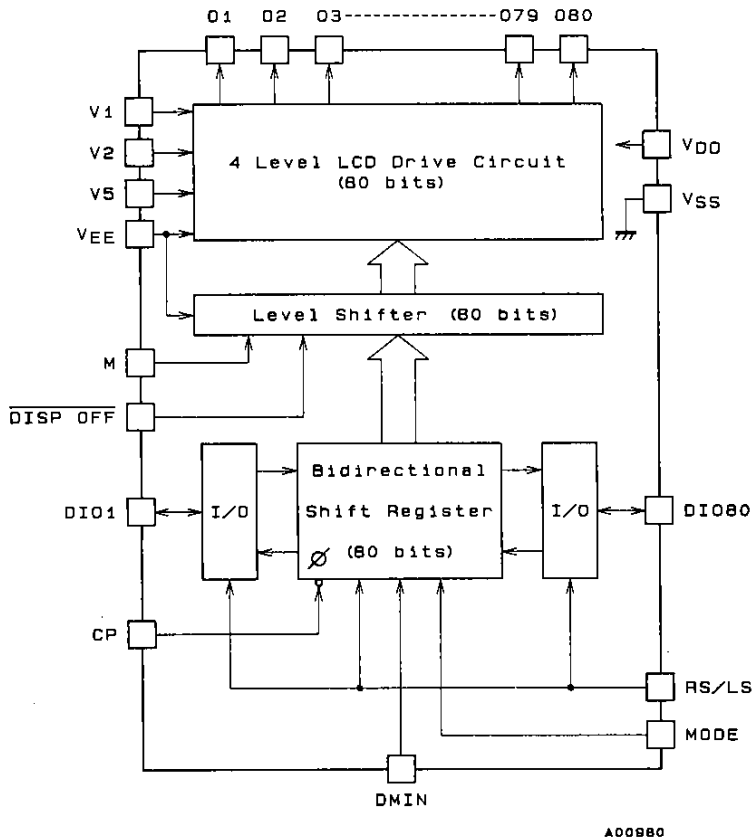 O1 O2 O3 O79 O80
V1
V2
V5
VEE
4 Level LCD Drive Circuit
(80 bits)
VDD
VSS
Level Shifter (80 bits)
M
DISP OFF
DIO1
I/O
Bidirectional
Shift Register
(80 bits)
Ø
I/O
DIO80
CP
RS/LS
MODE
DMIN
A00980